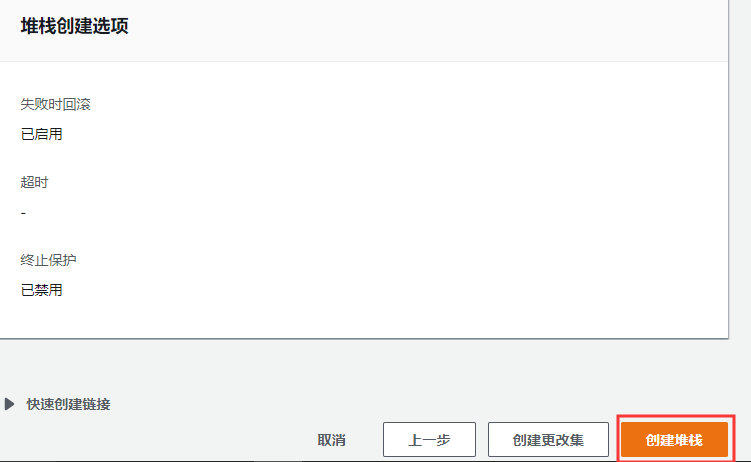 堆栈创建选项
失败时回滚
已启用
超时
-
终止保护
已禁用
快速创建链接
取消 上一步 创建更改集 创建堆栈